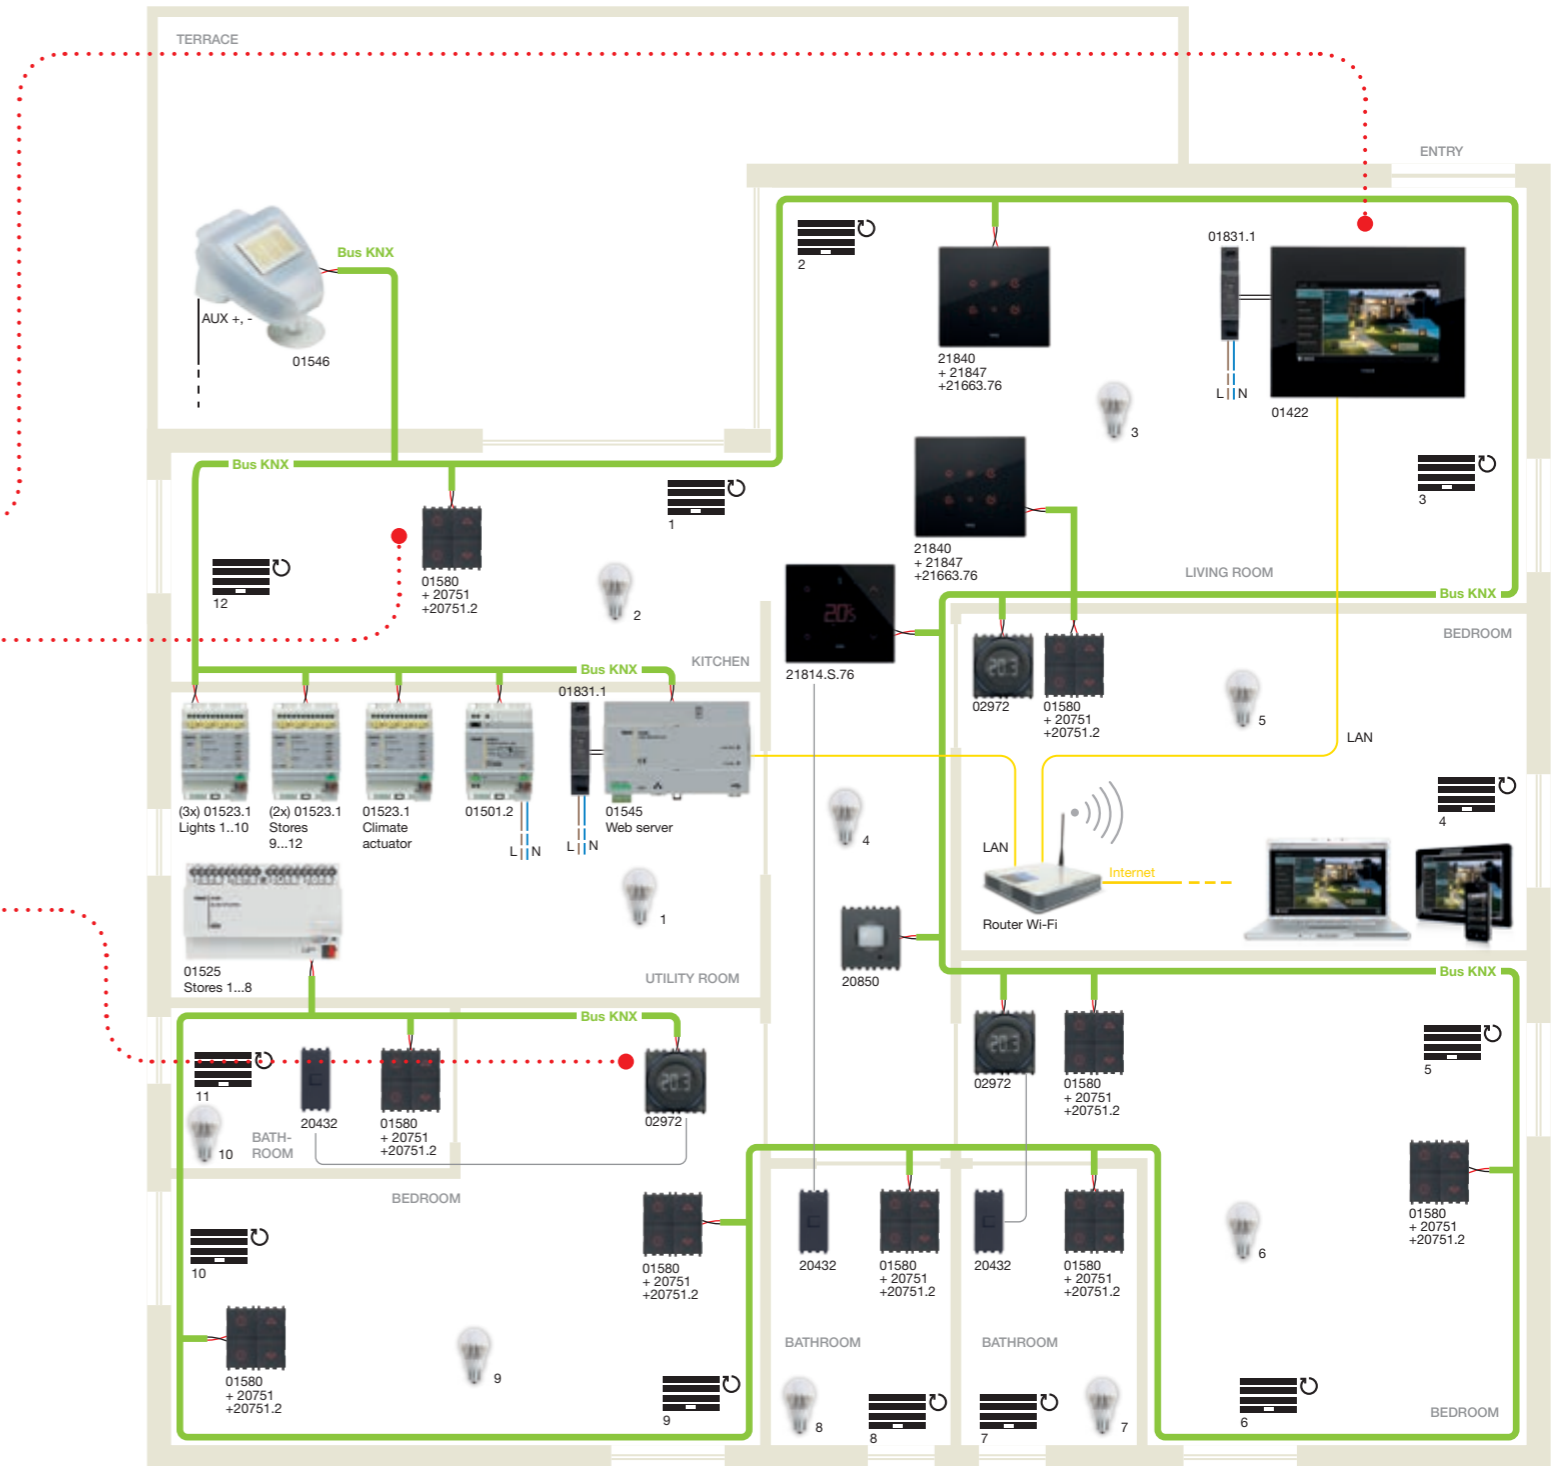 TERRACE
ENTRY
Bus KNX
AUX +, -
01546
2
21840
+ 21847
+21663.76
01831.1
L N
01422
3
Bus KNX
1
3
12
01580
+ 20751
+20751.2
2
21840
+ 21847
+21663.76
LIVING ROOM
Bus KNX
BEDROOM
KITCHEN
Bus KNX
21814.S.76
20.3
02972
01580
+ 20751
+20751.2
5
01831.1
LAN
(3x) 01523.1
Lights 1..10
(2x) 01523.1
Stores
9...12
01523.1
Climate
actuator
01501.2
L N
L N
01545
Web server
4
4
LAN
Internet
Router Wi-Fi
1
01525
Stores 1...8
UTILITY ROOM
20850
Bus KNX
Bus KNX
11
10
BATH-
ROOM
20432
01580
+ 20751
+20751.2
20.3
02972
20.3
02972
01580
+ 20751
+20751.2
5
BEDROOM
10
01580
+ 20751
+20751.2
20432
01580
+ 20751
+20751.2
20432
01580
+ 20751
+20751.2
6
01580
+ 20751
+20751.2
01580
+ 20751
+20751.2
9
9
BATHROOM
8
8
BATHROOM
7
7
6
BEDROOM